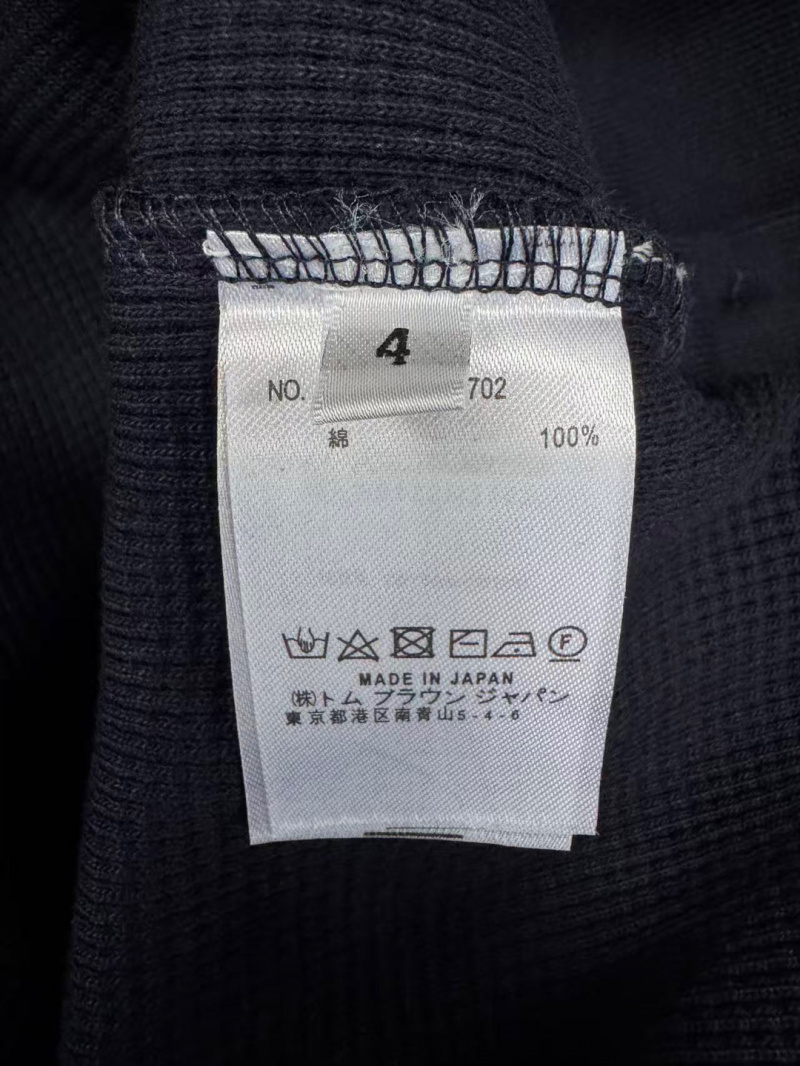 4
NO. 702
綿 100%
F
MADE IN JAPAN
(株)トム ブラウン ジャパン
東京都港区南青山5-4-6